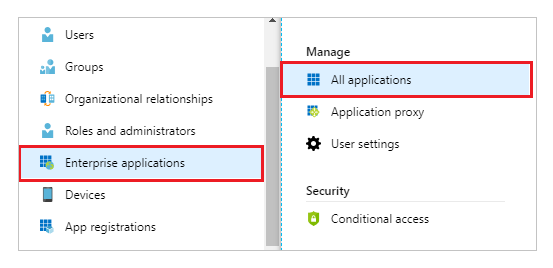 Users
Groups
Organizational relationships
Roles and administrators
Enterprise applications
Devices
App registrations
Manage
All applications
Application proxy
User settings
Security
Conditional access